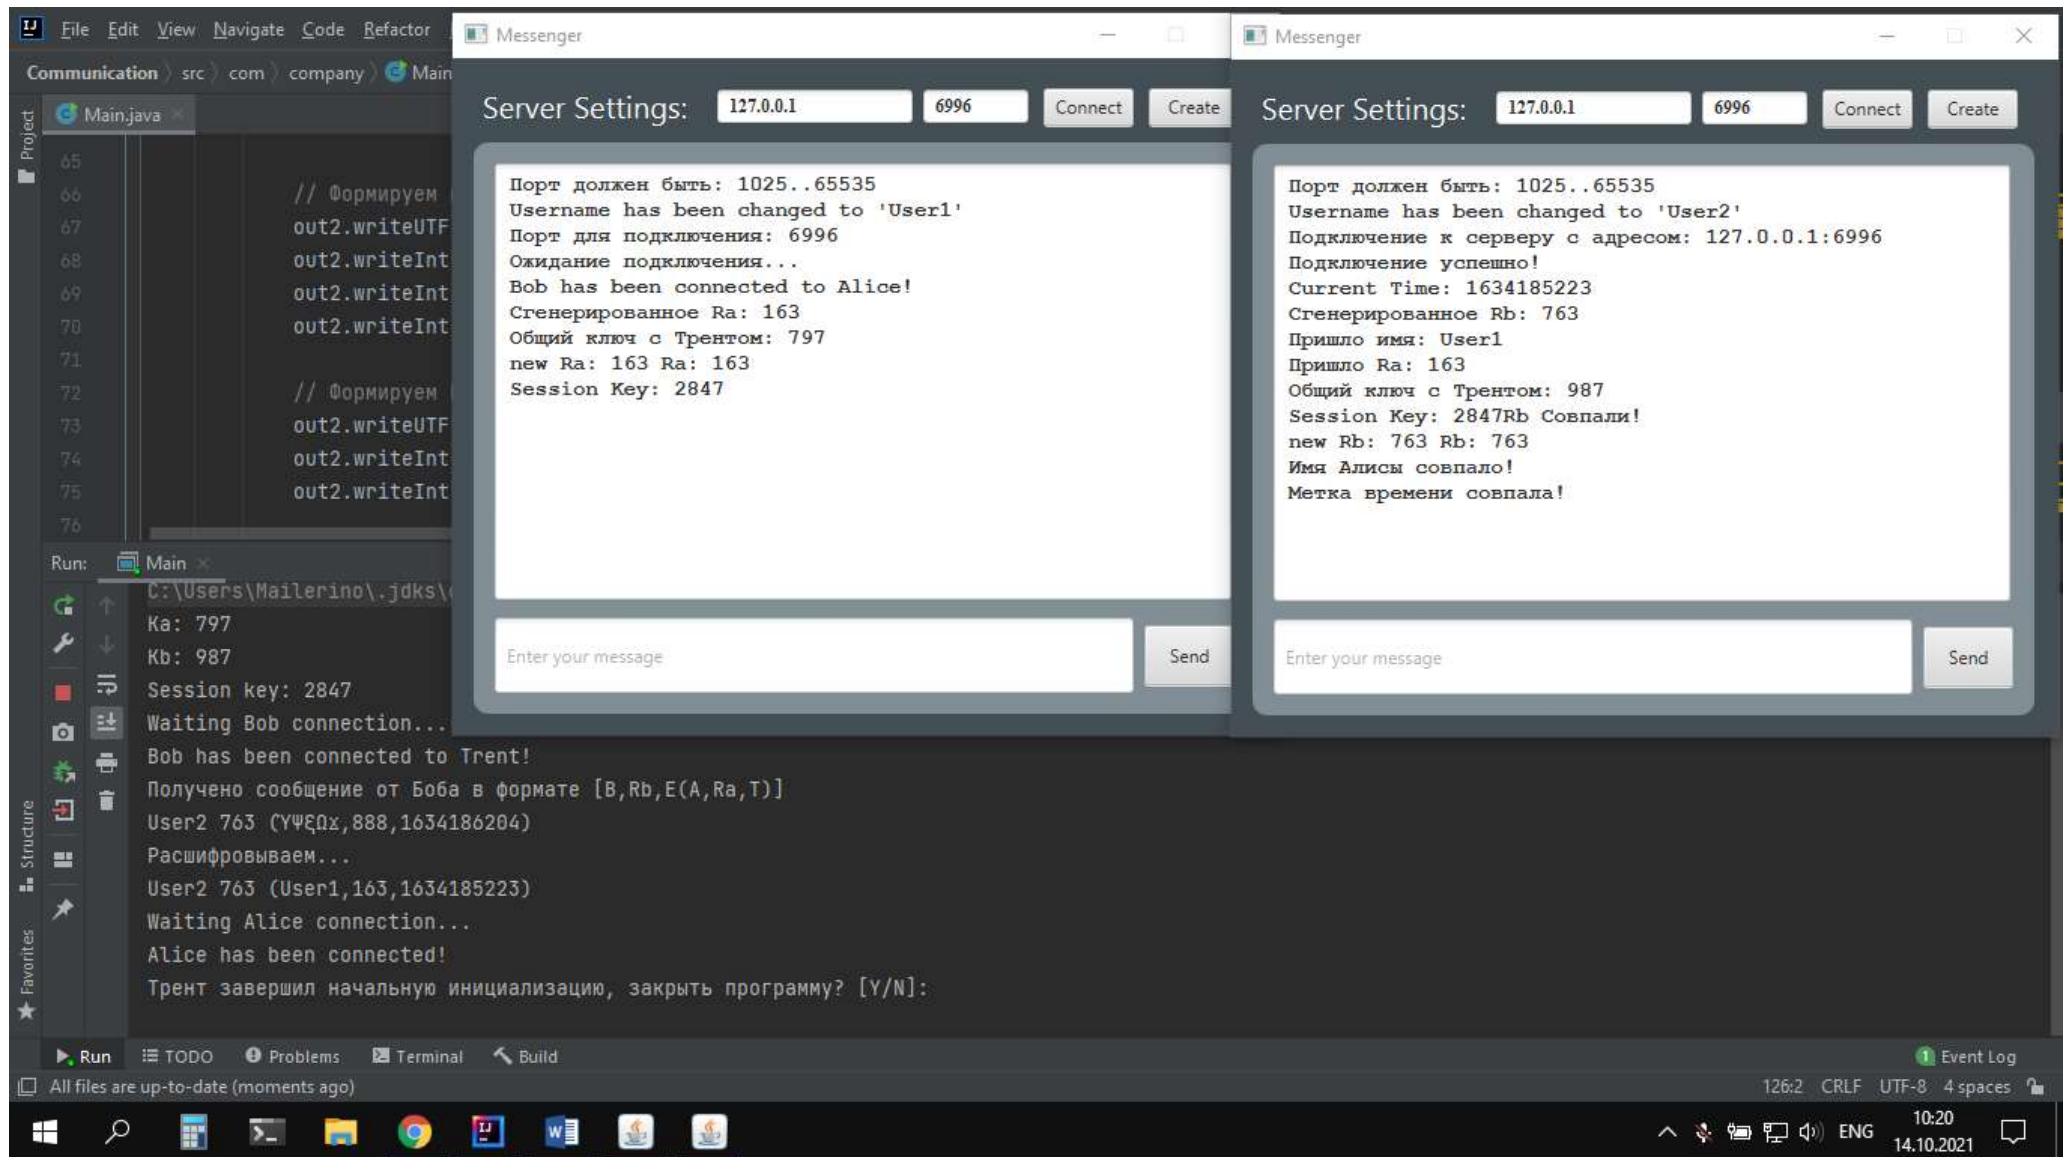 File Edit View Navigate Code Refactor
Communication src com company Main
Main.java
Project
65
66 // Формируем
67 out2.writeUTF
68 out2.writeInt
69 out2.writeInt
70 out2.writeInt
71
72 // Формируем
73 out2.writeUTF
74 out2.writeInt
75 out2.writeInt
76
Messenger
Server Settings: 127.0.0.1 6996 Connect Create
Порт должен быть: 1025..65535
Username has been changed to 'User1'
Порт для подключения: 6996
Ожидание подключения...
Bob has been connected to Alice!
Сгенерированное Ra: 163
Общий ключ с Трентом: 797
new Ra: 163 Ra: 163
Session Key: 2847
Enter your message
Send
Messenger
Server Settings: 127.0.0.1 6996 Connect Create
Порт должен быть: 1025..65535
Username has been changed to 'User2'
Подключение к серверу с адресом: 127.0.0.1:6996
Подключение успешно!
Current Time: 1634185223
Сгенерированное Rb: 763
Пришло имя: User1
Пришло Ra: 163
Общий ключ с Трентом: 987
Session Key: 2847Rb Совпали!
new Rb: 763 Rb: 763
Имя Алисы совпало!
Метка времени совпала!
Enter your message
Send
Run: Main
C:\Users\Mailerino\.jdks\
Ka: 797
Kb: 987
Session key: 2847
Waiting Bob connection...
Bob has been connected to Trent!
Получено сообщение от Боба в формате [B,Rb,E(A,Ra,T)]
User2 763 (ΎΨξΩϰ,888,1634186204)
Расшифровываем...
User2 763 (User1,163,1634185223)
Waiting Alice connection...
Alice has been connected!
Трент завершил начальную инициализацию, закрыть программу? [Y/N]:
Structure
Favorites
Run TODO Problems Terminal Build
1 Event Log
All files are up-to-date (moments ago)
126:2 CRLF UTF-8 4 spaces
ENG
10:20
14.10.2021